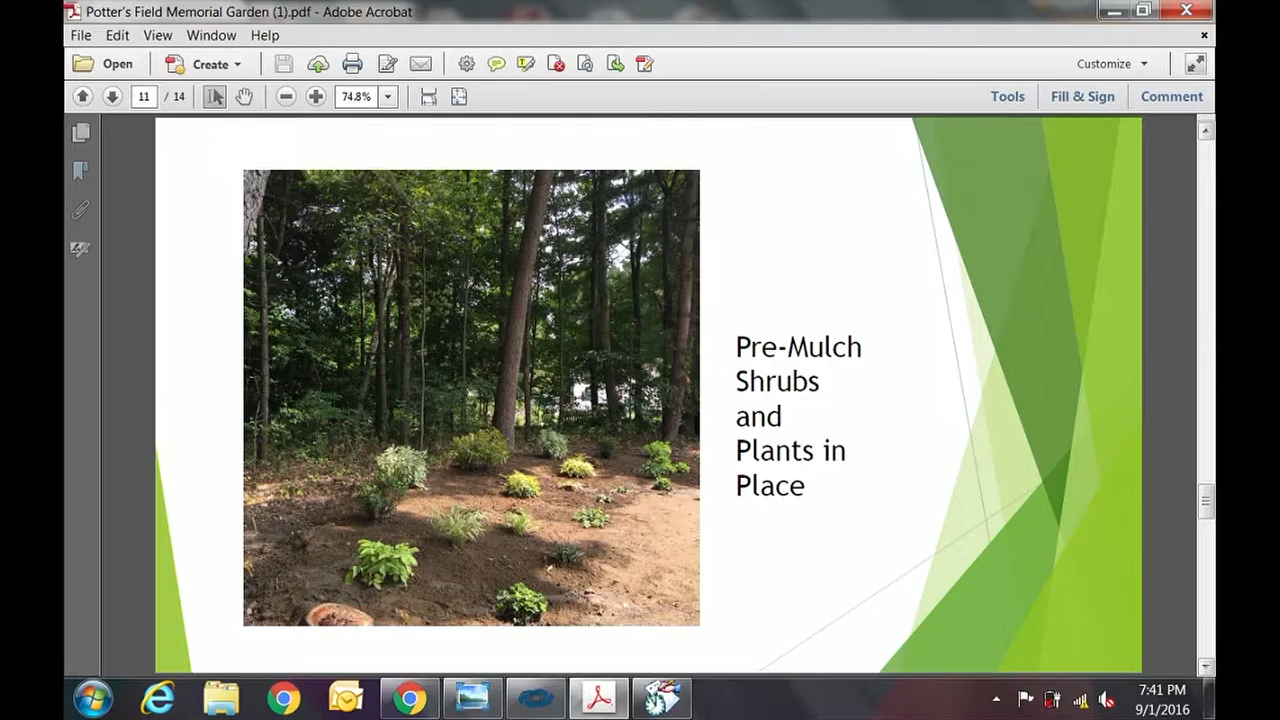 Potter's Field Memorial Garden (1).pdf - Adobe Acrobat
File Edit View Window Help
Open Create Customize
11 / 14 74.8% Tools Fill & Sign Comment
Pre-Mulch
Shrubs
and
Plants in
Place
7:41 PM
9/1/2016